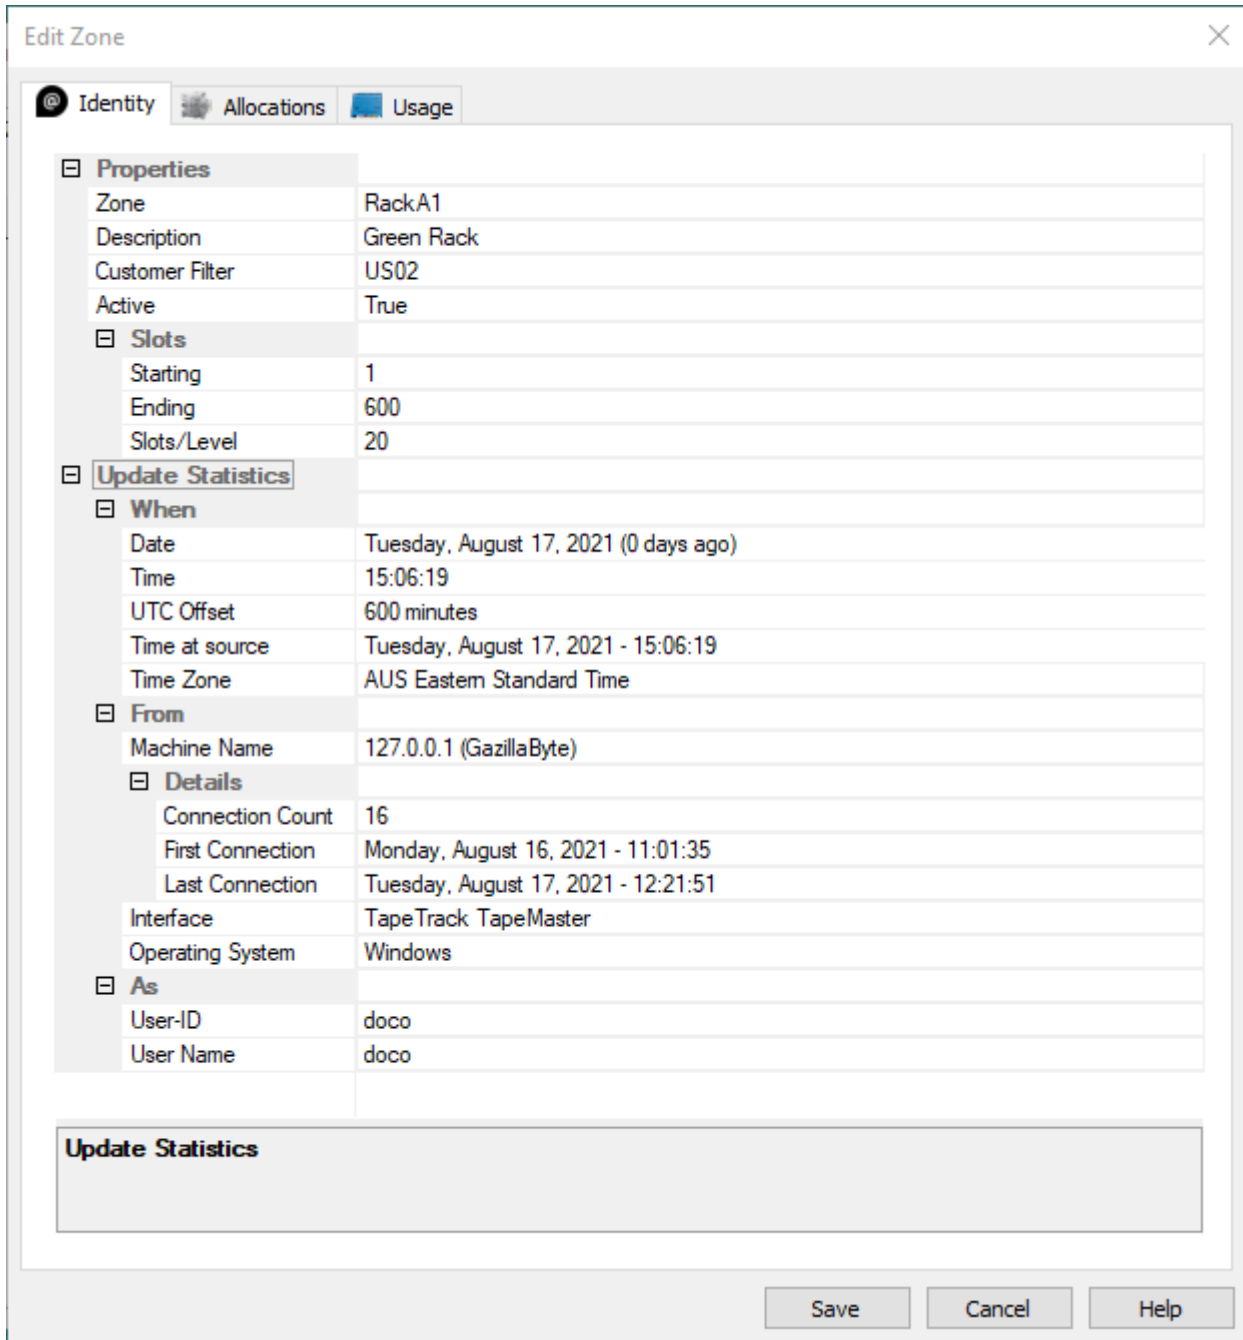 Edit Zone
Identity Allocations Usage
Properties
Zone RackA1
Description Green Rack
Customer Filter US02
Active True
Slots
Starting 1
Ending 600
Slots/Level 20
Update Statistics
When
Date Tuesday, August 17, 2021 (0 days ago)
Time 15:06:19
UTC Offset 600 minutes
Time at source Tuesday, August 17, 2021 - 15:06:19
Time Zone AUS Eastern Standard Time
From
Machine Name 127.0.0.1 (GazillaByte)
Details
Connection Count 16
First Connection Monday, August 16, 2021 - 11:01:35
Last Connection Tuesday, August 17, 2021 - 12:21:51
Interface TapeTrack TapeMaster
Operating System Windows
As
User-ID doco
User Name doco
Update Statistics
Save Cancel Help